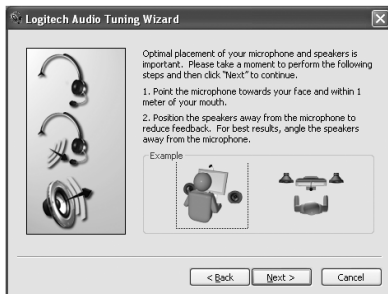 Logitech Audio Tuning Wizard
Optimal placement of your microphone and speakers is
important. Please take a moment to perform the following
steps and then click "Next" to continue.
1. Point the microphone towards your face and within 1
meter of your mouth.
2. Position the speakers away from the microphone to
reduce feedback. For best results, angle the speakers
away from the microphone.
Example
< Back
Next >
Cancel